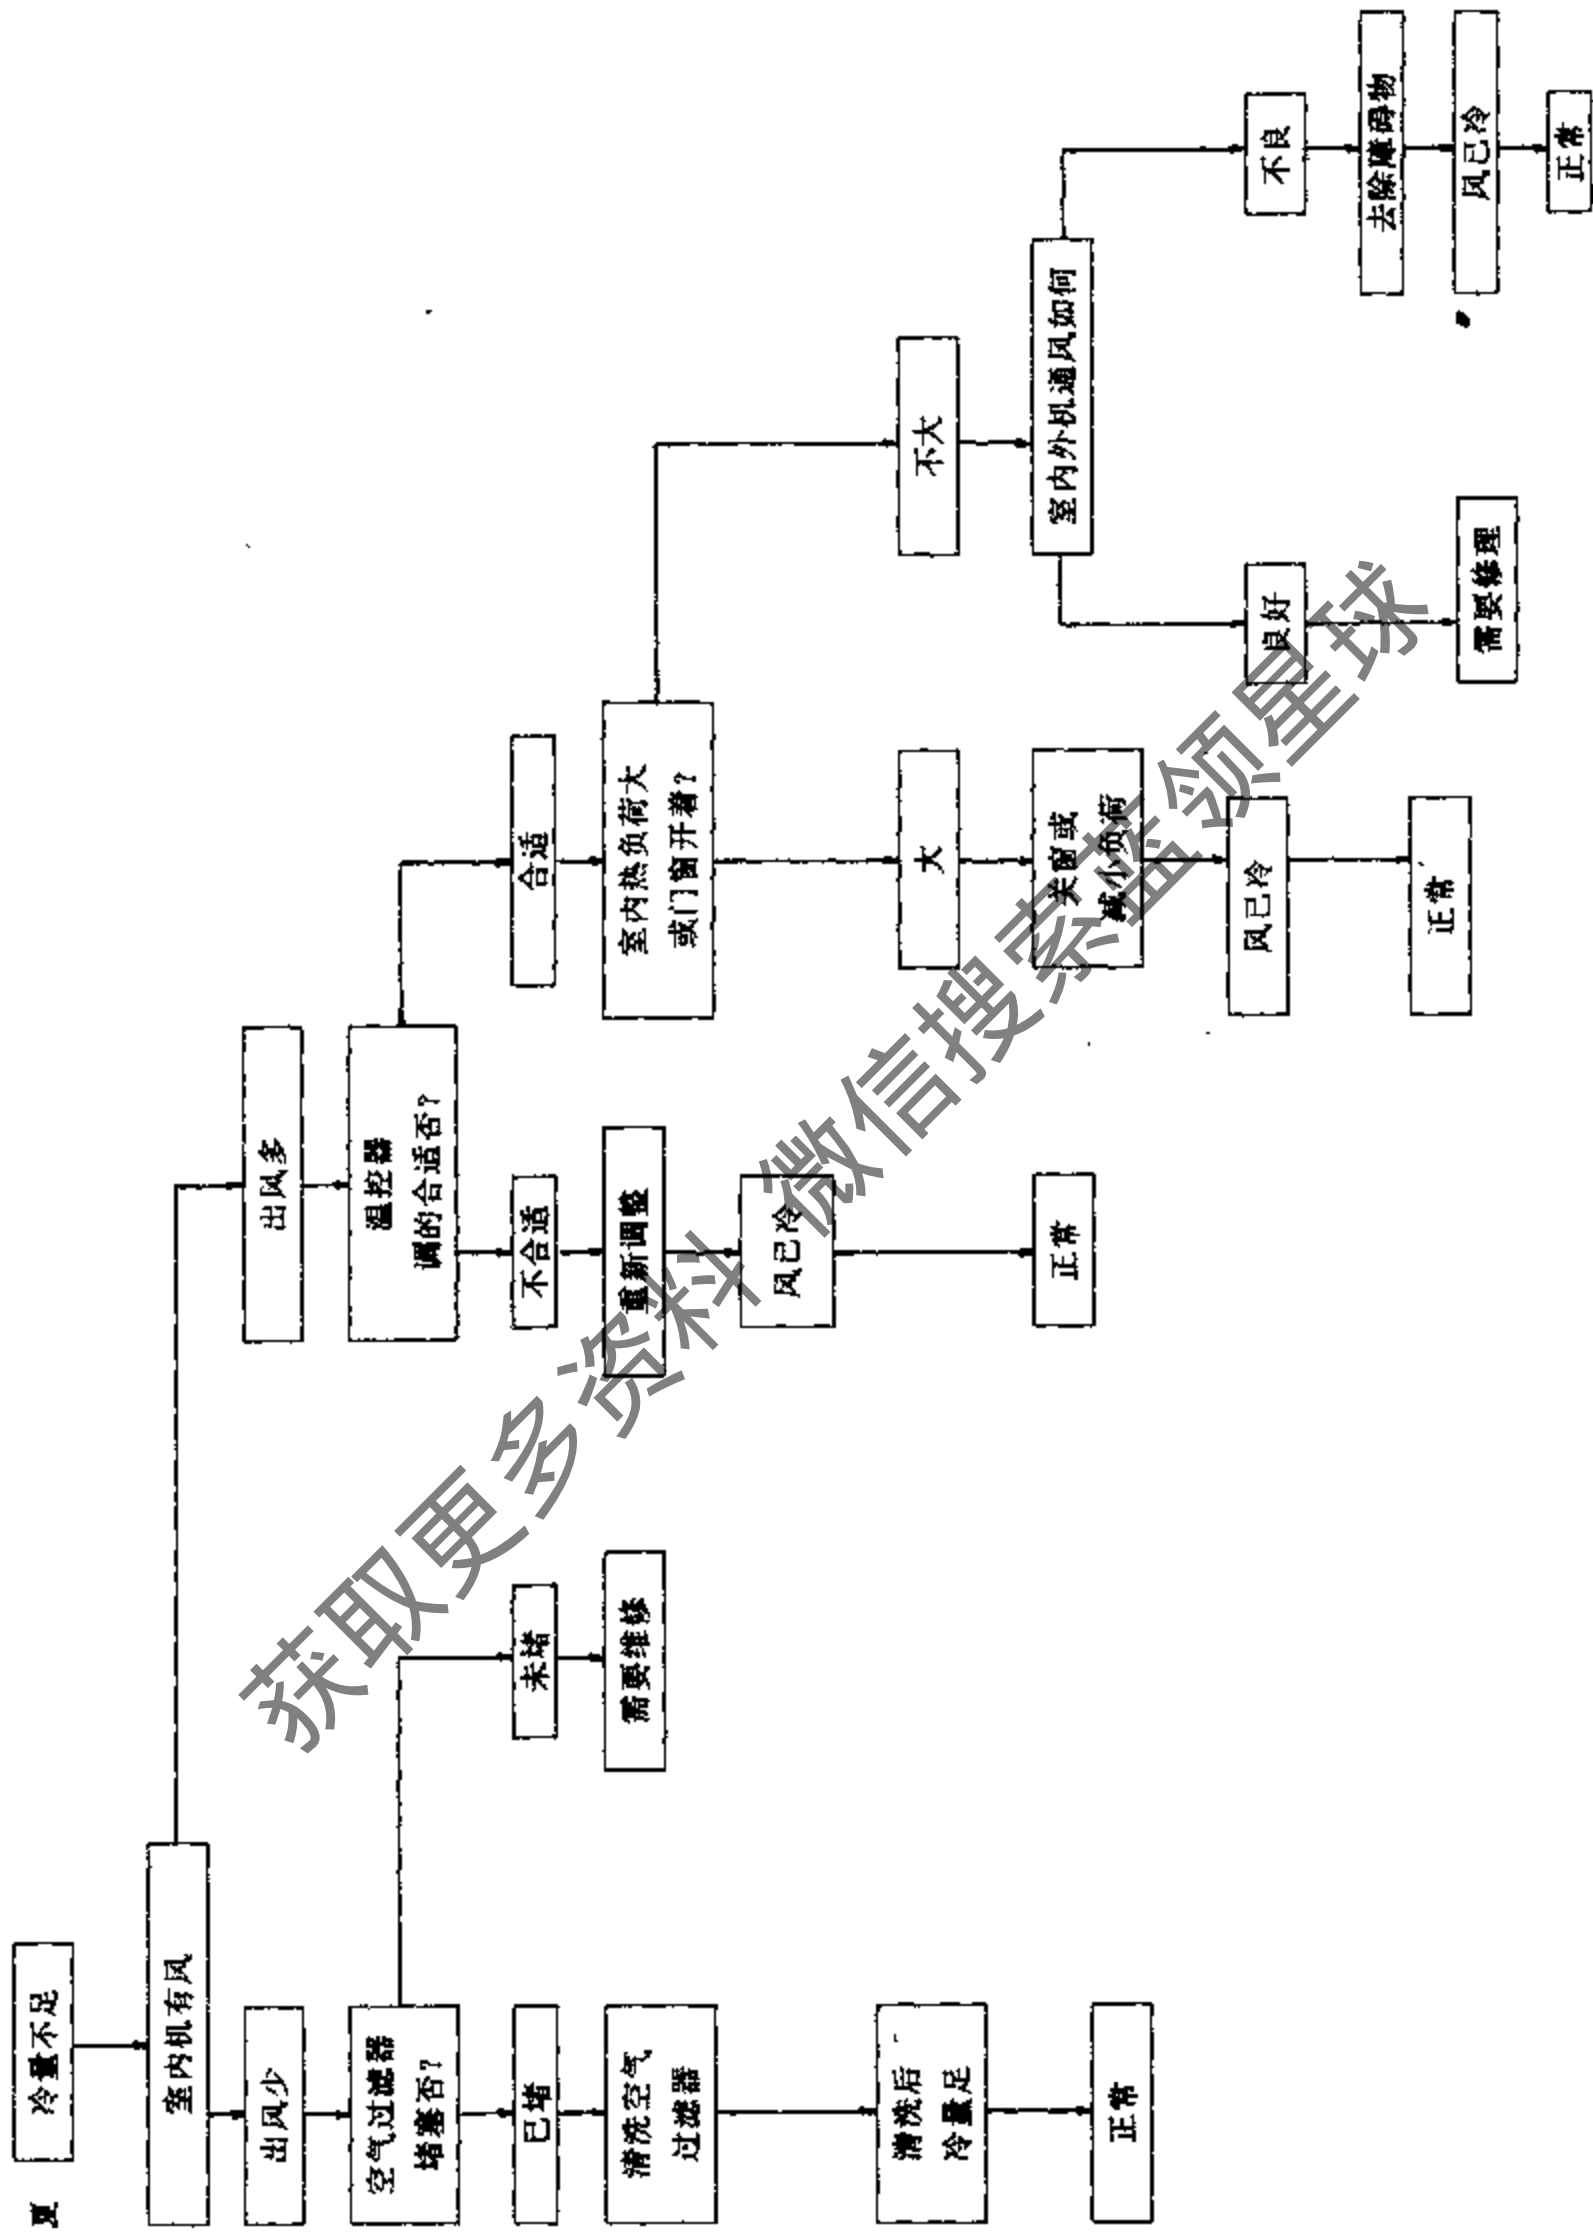 冷量不足
室内机有风
出风少
出风多
空气过滤器
堵塞否?
温控器
调的合适否?
已堵
未堵
不合适
合适
清洗空气
过滤器
需要维修
重新调整
室内热负荷大
或门窗开着?
风已冷
清洗后
冷量足
大
不大
正常
正常
关窗或
减小负荷
室内外机通风如何
风已冷
良好
不良
正常
需要修理
去除障碍物
风已冷
正常
获取更多资料 微信搜索蓝领星球